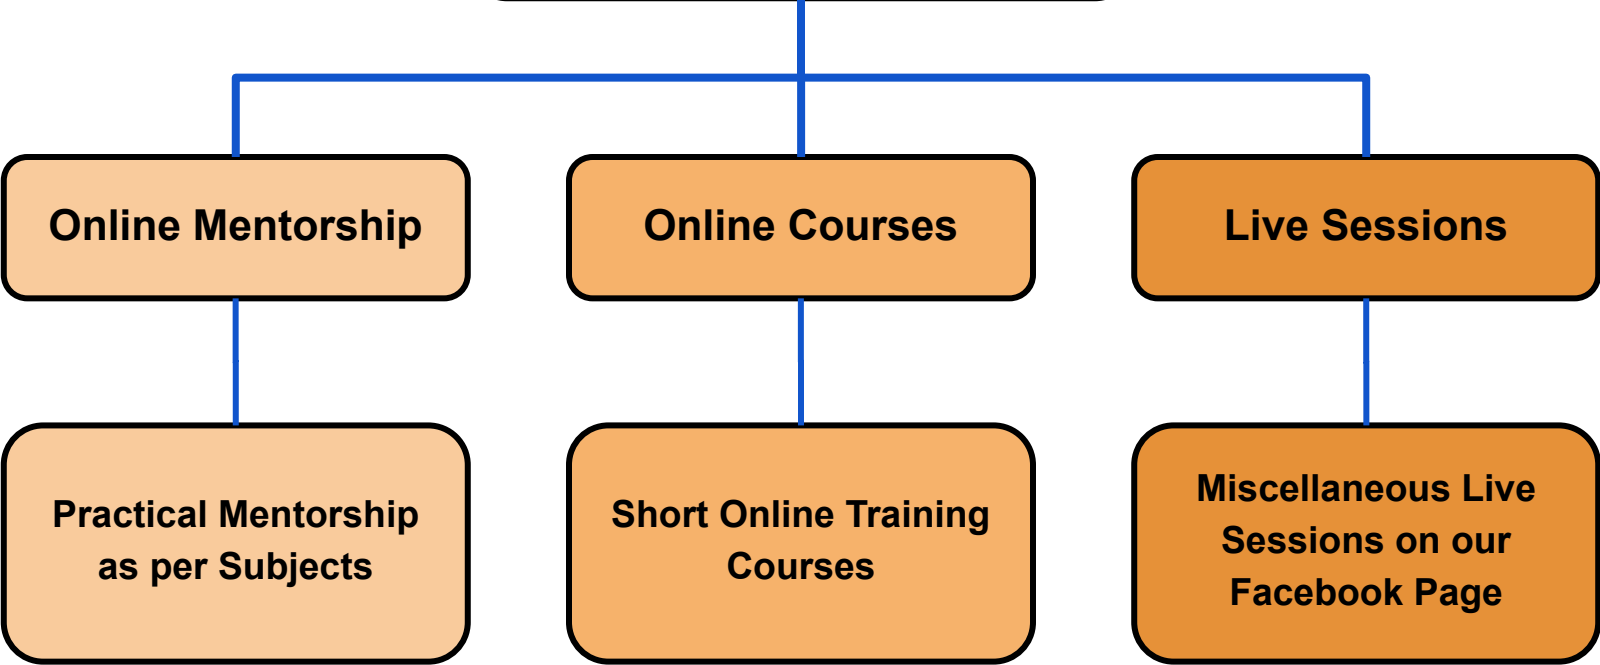 Online Mentorship
Online Courses
Live Sessions
Practical Mentorship
as per Subjects
Short Online Training
Courses
Miscellaneous Live
Sessions on our
Facebook Page